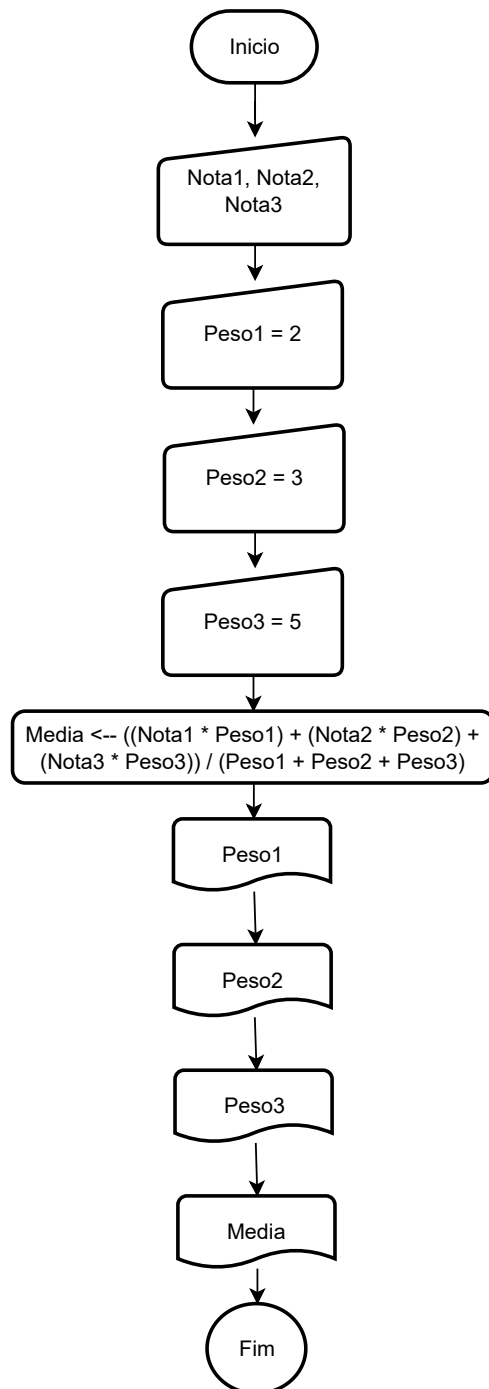 Inicio
Nota1, Nota2,
Nota3
Peso1 = 2
Peso2 = 3
Peso3 = 5
Media <-- ((Nota1 * Peso1) + (Nota2 * Peso2) +
(Nota3 * Peso3)) / (Peso1 + Peso2 + Peso3)
Peso1
Peso2
Peso3
Media
Fim